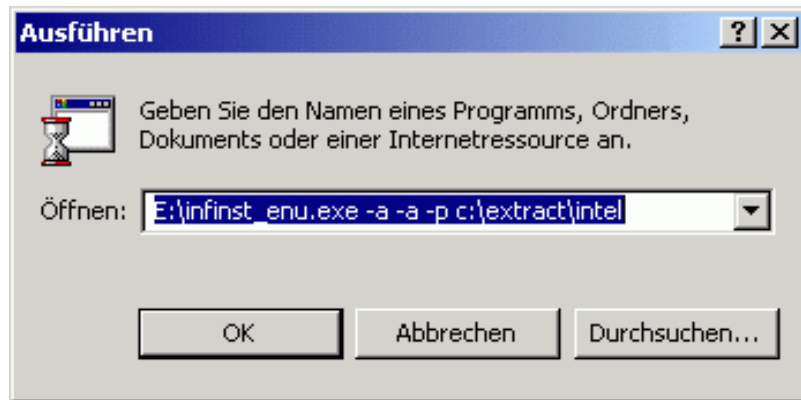 Ausführen
Geben Sie den Namen eines Programms, Ordners,
Dokuments oder einer Internetressource an.
Öffnen: E:\infinst_enu.exe -a -a -p c:\extract\intel
OK Abbrechen Durchsuchen...